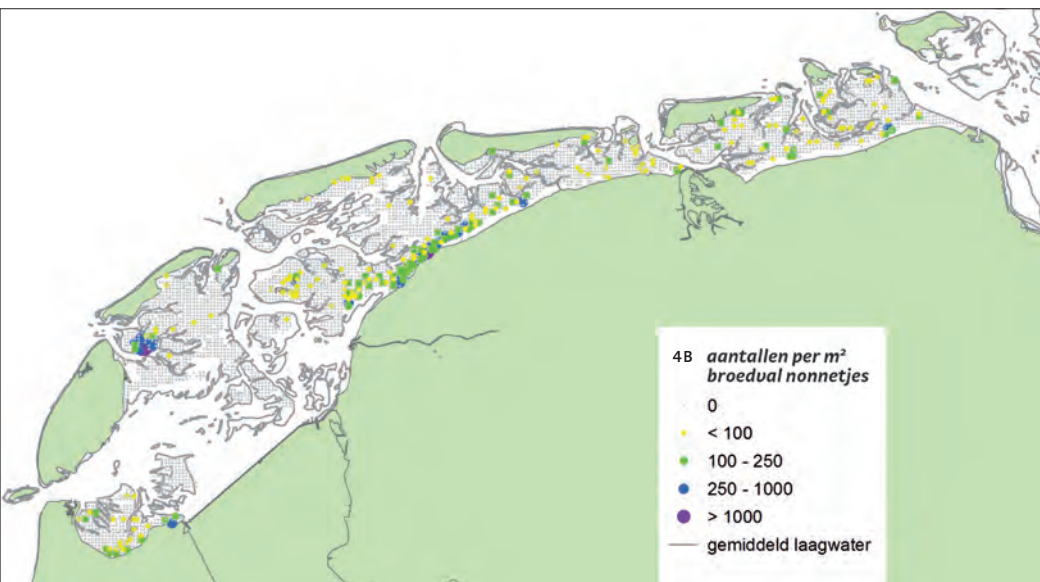 4B aantallen per m²
broedval nonnetjes
0
< 100
100 - 250
250 - 1000
> 1000
gemiddeld laagwater